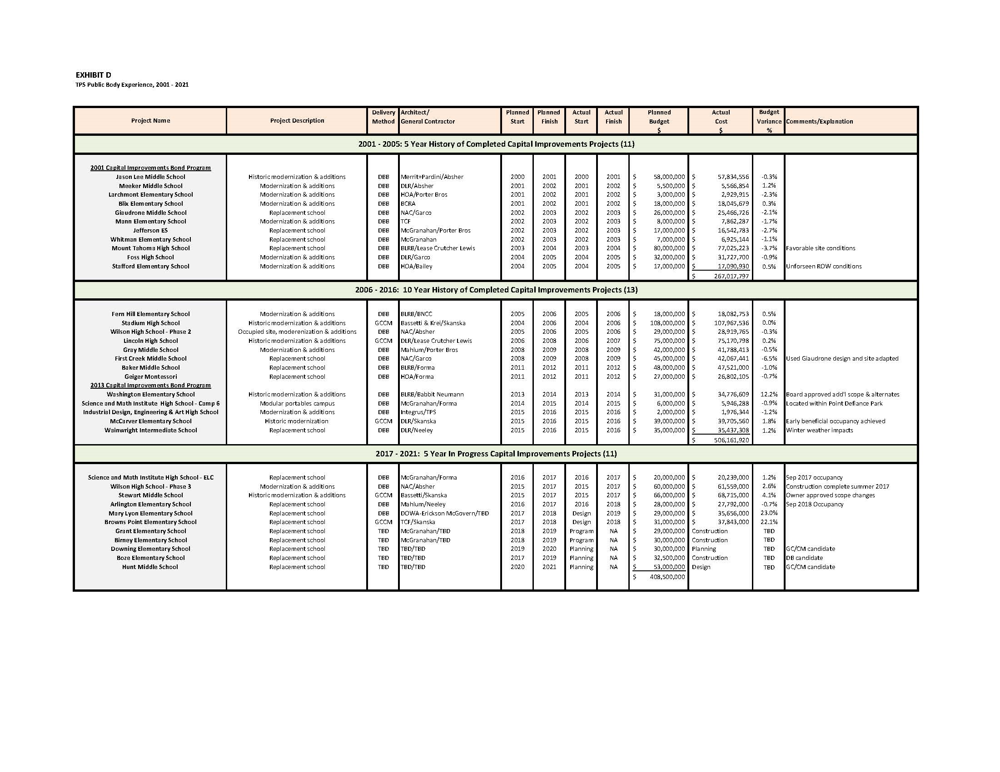 EXHIBIT D
TPS Public Body Experience, 2001 - 2021
Project Name Project Description Delivery Method Architect/ General Contractor Planned Start Planned Finish Actual Start Actual Finish Planned Budget $ Actual Cost $ Budget Variance % Comments/Explanation
2001 - 2005: 5 Year History of Completed Capital Improvements Projects (11)
2001 Capital Improvements Bond Program
Jason Lee Middle School Historic modernization & additions DBB Merrit+Pardini/Absher 2000 2001 2000 2001 $ 58,000,000 $ 57,834,556 -0.3%
Meeker Middle School Modernization & additions DBB DLR/Absher 2001 2002 2001 2002 $ 5,500,000 $ 5,566,854 1.2%
Larchmont Elementary School Modernization & additions DBB HOA/Porter Bros 2001 2002 2001 2002 $ 3,000,000 $ 2,929,915 -2.3%
Blix Elementary School Modernization & additions DBB BCRA 2001 2002 2001 2002 $ 18,000,000 $ 18,045,679 0.3%
Giaudrone Middle School Replacement school DBB NAC/Garco 2002 2003 2002 2003 $ 26,000,000 $ 25,466,726 -2.1%
Mann Elementary School Modernization & additions DBB TCF 2002 2003 2002 2003 $ 8,000,000 $ 7,862,287 -1.7%
Jefferson ES Replacement school DBB McGranahan/Porter Bros 2002 2003 2002 2003 $ 17,000,000 $ 16,542,783 -2.7%
Whitman Elementary School Replacement school DBB McGranahan 2002 2003 2002 2003 $ 7,000,000 $ 6,925,144 -1.1%
Mount Tahoma High School Replacement school DBB BLRB/Lease Crutcher Lewis 2003 2004 2003 2004 $ 80,000,000 $ 77,025,223 -3.7% Favorable site conditions
Foss High School Modernization & additions DBB DLR/Garco 2004 2005 2004 2005 $ 32,000,000 $ 31,727,700 -0.9%
Stafford Elementary School Modernization & additions DBB HOA/Bailey 2004 2005 2004 2005 $ 17,000,000 $ 17,090,930 0.5% Unforseen ROW conditions
$ 267,017,797
2006 - 2016: 10 Year History of Completed Capital Improvements Projects (13)
Fern Hill Elementary School Modernization & additions DBB BLRB/BNCC 2005 2006 2005 2006 $ 18,000,000 $ 18,082,753 0.5%
Stadium High School Historic modernization & additions GCCM Bassetti & Krei/Skanska 2004 2006 2004 2006 $ 108,000,000 $ 107,967,536 0.0%
Wilson High School - Phase 2 Occupied site, moderenization & additions DBB NAC/Absher 2005 2006 2005 2006 $ 29,000,000 $ 28,919,765 -0.3%
Lincoln High School Historic modernization & additions GCCM DLR/Lease Crutcher Lewis 2006 2008 2006 2007 $ 75,000,000 $ 75,170,798 0.2%
Gray Middle School Modernization & additions DBB Mahlum/Porter Bros 2008 2009 2008 2009 $ 42,000,000 $ 41,788,413 -0.5%
First Creek Middle School Replacement school DBB NAC/Garco 2008 2009 2008 2009 $ 45,000,000 $ 42,067,441 -6.5% Used Giaudrone design and site adapted
Baker Middle School Replacement school DBB BLRB/Forma 2011 2012 2011 2012 $ 48,000,000 $ 47,521,000 -1.0%
Geiger Montessori Replacement school DBB HOA/Forma 2011 2012 2011 2012 $ 27,000,000 $ 26,802,105 -0.7%
2013 Capital Improvements Bond Program
Washington Elementary School Historic modernization & additions DBB BLRB/Babbit Neumann 2013 2014 2013 2014 $ 31,000,000 $ 34,776,609 12.2% Board approved add'l scope & alternates
Science and Math Institute High School - Camp 6 Modular portables campus DBB McGranahan/Forma 2014 2015 2014 2015 $ 6,000,000 $ 5,946,288 -0.9% Located within Point Defiance Park
Industrial Design, Engineering & Art High School Modernization & additions DBB Integrus/TPS 2015 2016 2015 2016 $ 2,000,000 $ 1,976,344 -1.2%
McCarver Elementary School Historic modernization GCCM DLR/Skanska 2015 2016 2015 2016 $ 39,000,000 $ 39,705,560 1.8% Early beneficial occupancy achieved
Wainwright Intermediate School Replacement school DBB DLR/Neeley 2015 2016 2015 2016 $ 35,000,000 $ 35,437,308 1.2% Winter weather impacts
$ 506,161,920
2017 - 2021: 5 Year In Progress Capital Improvements Projects (11)
Science and Math Institute High School - ELC Replacement school DBB McGranahan/Forma 2016 2017 2016 2017 $ 20,000,000 $ 20,239,000 1.2% Sep 2017 occupancy
Wilson High School - Phase 3 Modernization & additions DBB NAC/Absher 2015 2015 2015 2017 $ 60,000,000 $ 61,559,000 2.6% Construction complete summer 2017
Stewart Middle School Historic modernization & additions GCCM Bassetti/Skanska 2015 2017 2015 2017 $ 66,000,000 $ 68,715,000 4.1% Owner approved scope changes
Arlington Elementary School Replacement school DBB Mahlum/Neeley 2016 2017 2016 2018 $ 28,000,000 $ 27,792,000 -0.7% Sep 2018 Occupancy
Mary Lyon Elementary School Replacement school DBB DOWA-Erickson McGovern/TBD 2017 2018 Design 2019 $ 29,000,000 $ 35,656,000 23.0%
Browns Point Elementary School Replacement school GCCM TCF/Skanska 2017 2018 Design 2018 $ 31,000,000 $ 37,843,000 22.1%
Grant Elementary School Replacement school TBD McGranahan/TBD 2018 2019 Program NA $ 29,000,000 Construction TBD
Birney Elementary School Replacement school TBD McGranahan/TBD 2018 2019 Program NA $ 30,000,000 Construction TBD
Downing Elementary School Replacement school TBD TBD/TBD 2019 2020 Planning NA $ 30,000,000 Planning TBD GC/CM candidate
Boze Elementary School Replacement school TBD TBD/TBD 2017 2019 Planning NA $ 32,500,000 Construction TBD DB candidate
Hunt Middle School Replacement school TBD TBD/TBD 2020 2021 Planning NA $ 53,000,000 Design TBD GC/CM candidate
$ 408,500,000